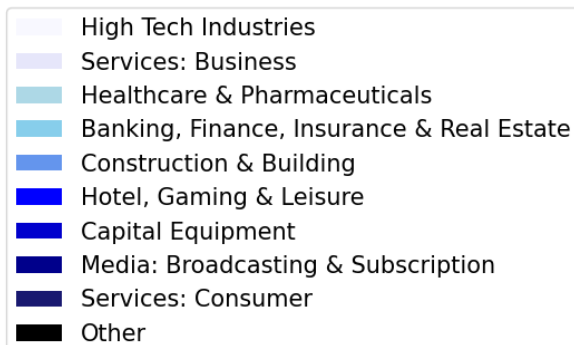 High Tech Industries
Services: Business
Healthcare & Pharmaceuticals
Banking, Finance, Insurance & Real Estate
Construction & Building
Hotel, Gaming & Leisure
Capital Equipment
Media: Broadcasting & Subscription
Services: Consumer
Other